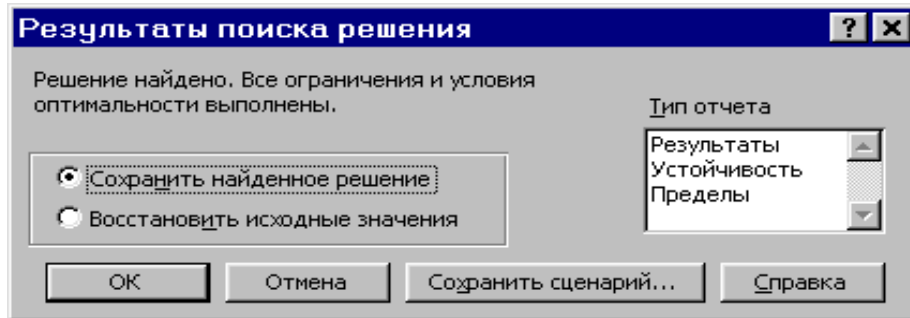 Результаты поиска решения
Решение найдено. Все ограничения и условия
оптимальности выполнены.
Тип отчета
Результаты
Устойчивость
Пределы
Сохранить найденное решение
Восстановить исходные значения
ОК
Отмена
Сохранить сценарий...
Справка